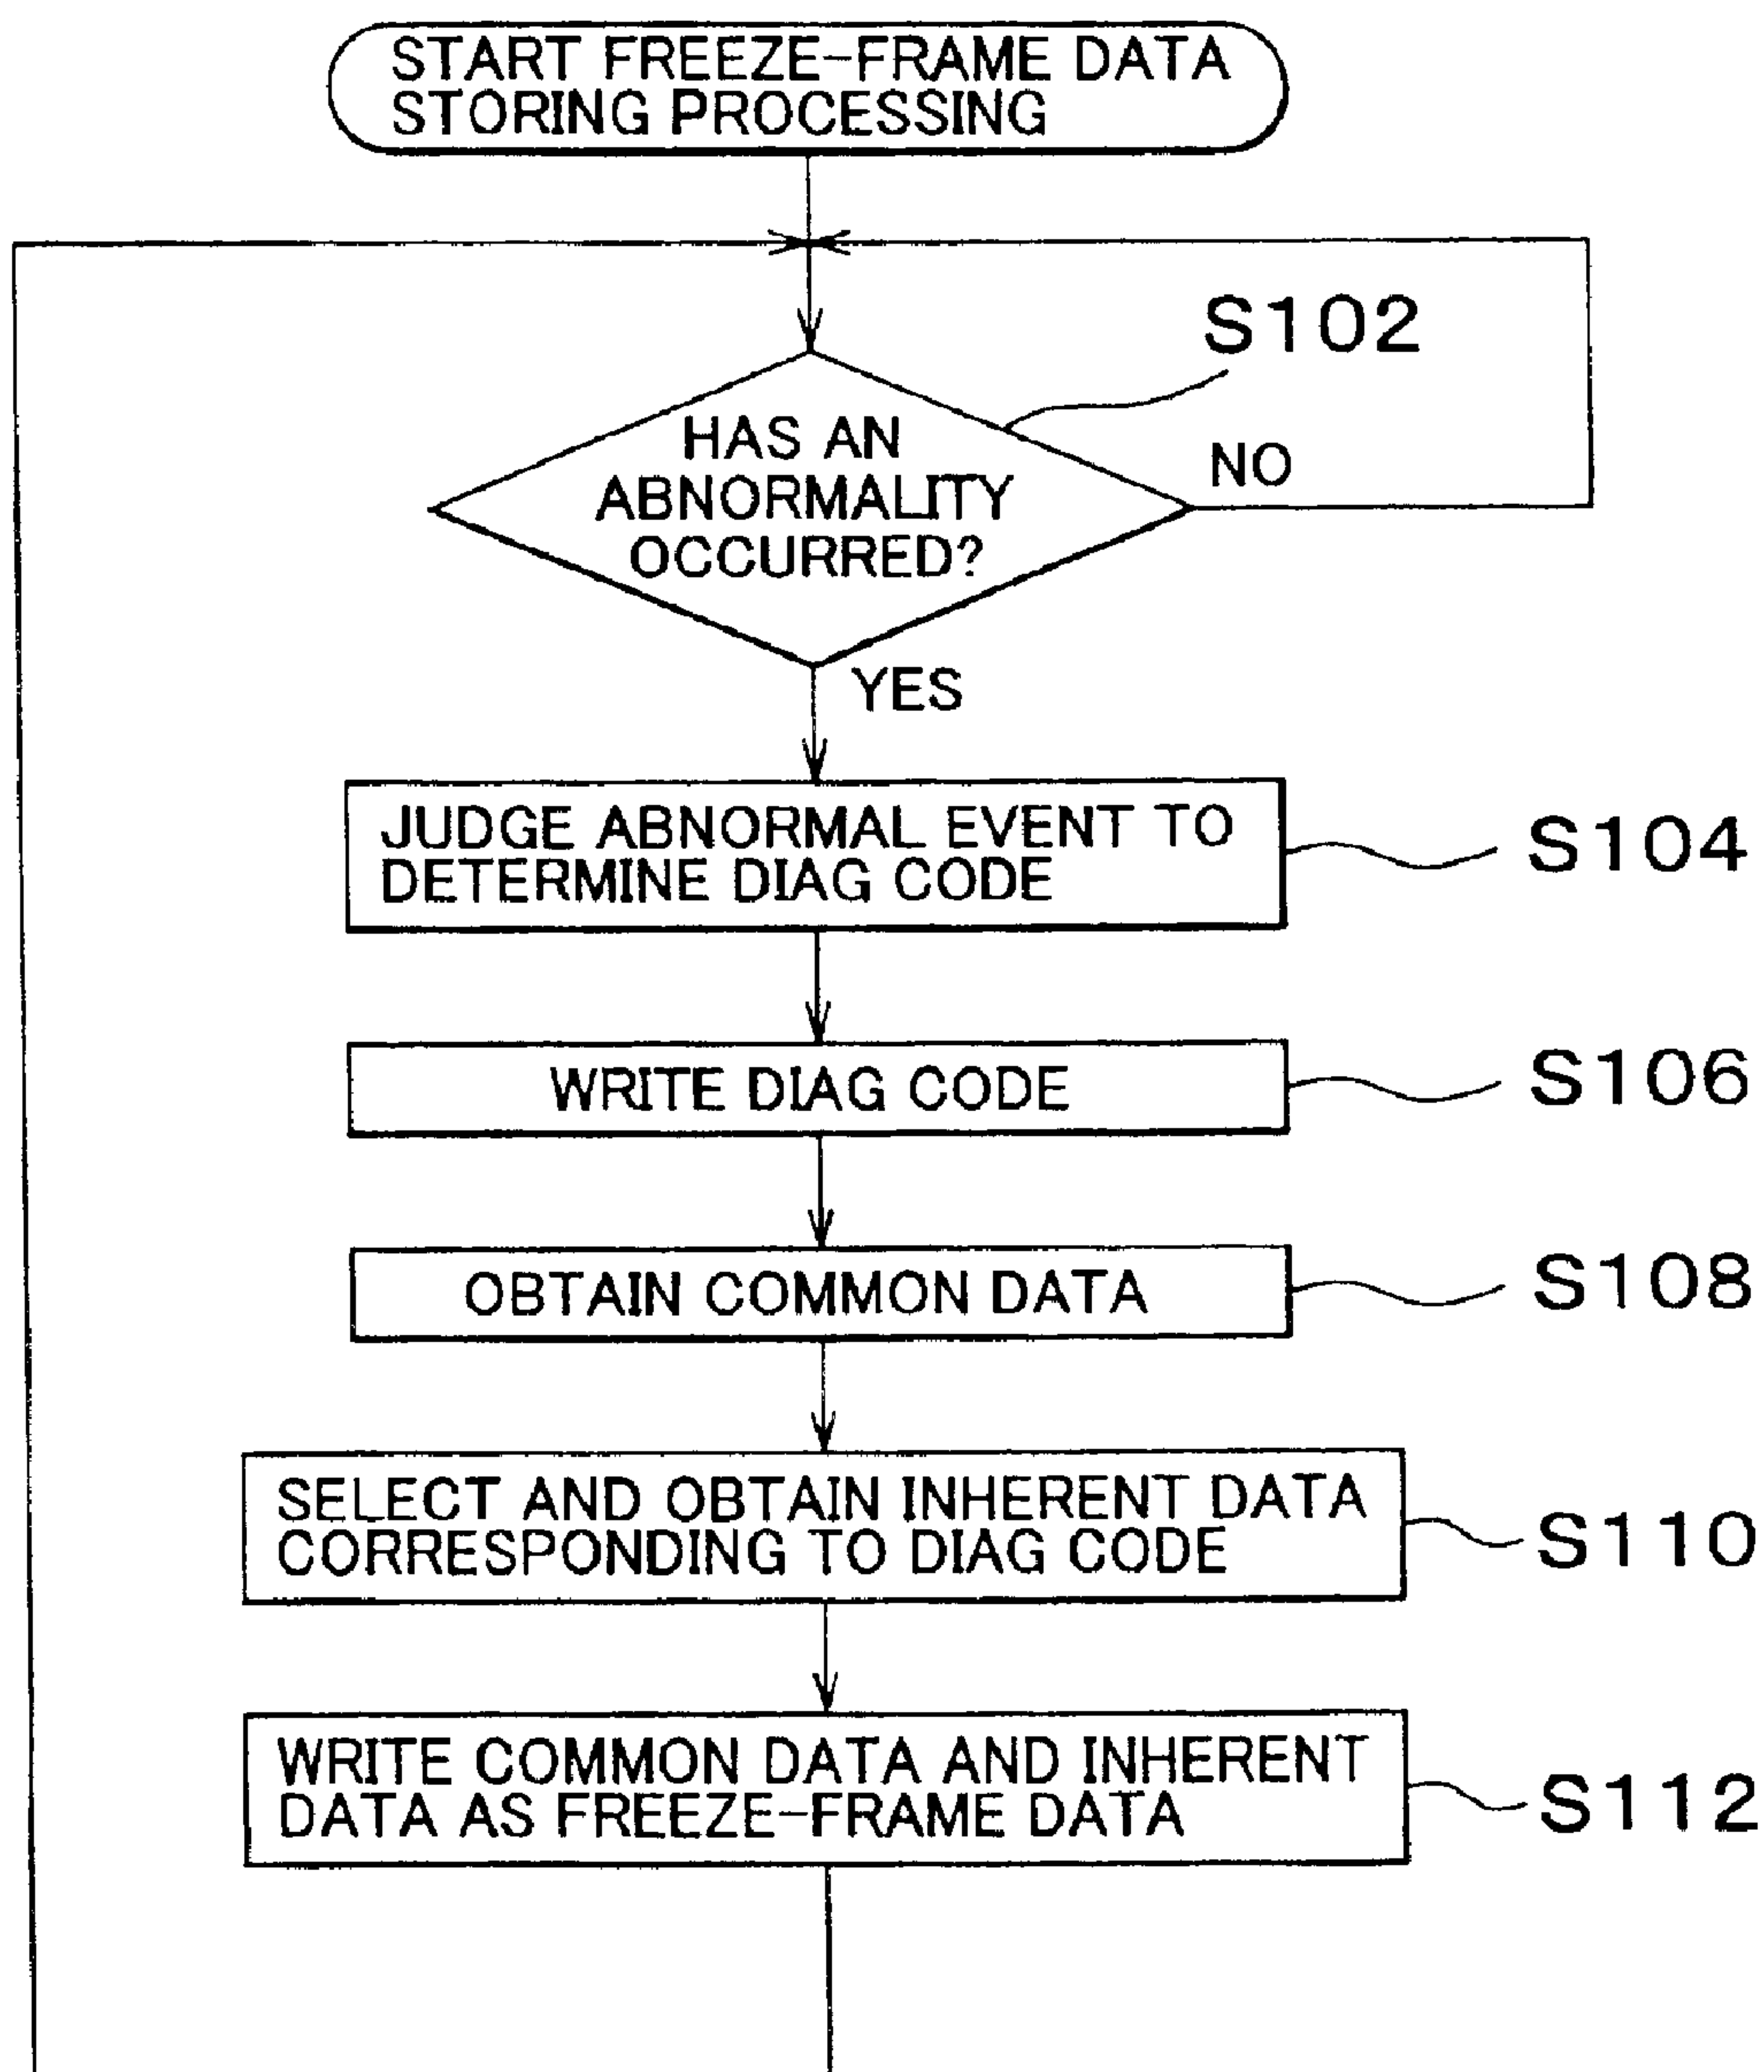 START FREEZE-FRAME DATA
STORING PROCESSING
S102
HAS AN
ABNORMALITY
OCCURRED?
NO
YES
JUDGE ABNORMAL EVENT TO
DETERMINE DIAG CODE
S104
WRITE DIAG CODE
S106
OBTAIN COMMON DATA
S108
SELECT AND OBTAIN INHERENT DATA
CORRESPONDING TO DIAG CODE
S110
WRITE COMMON DATA AND INHERENT
DATA AS FREEZE-FRAME DATA
S112